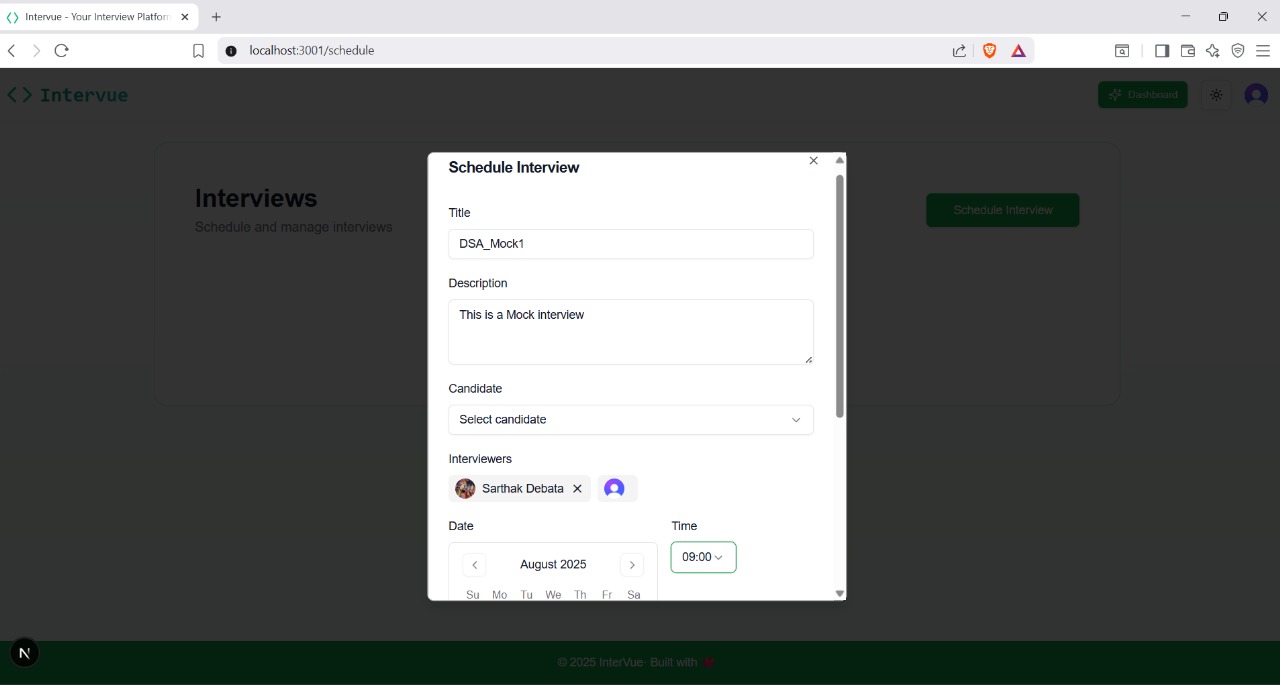 Intervue - Your Interview Platform
localhost:3001/schedule
Intervue
Dashboard
Interviews
Schedule and manage interviews
Schedule Interview
Schedule Interview
Title
DSA_Mock1
Description
This is a Mock interview
Candidate
Select candidate
Interviewers
Sarthak Debata
Date
Time
August 2025
09:00
Su Mo Tu We Th Fr Sa
N
© 2025 InterVue· Built with